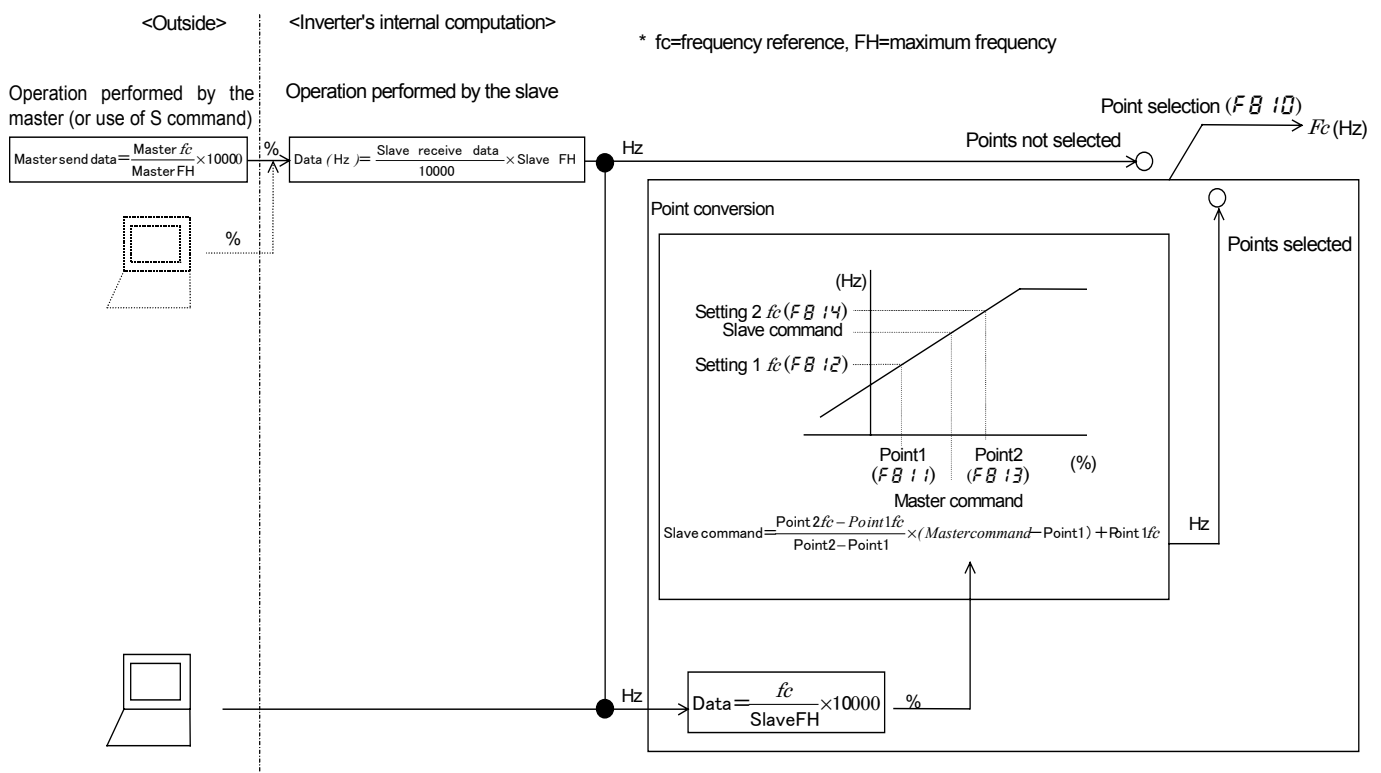 <Outside>
<Inverter's internal computation>
* fc=frequency reference, FH=maximum frequency
Operation performed by the
master (or use of S command)
Operation performed by the slave
Point selection (F810)
Fc (Hz)
Points not selected
Master send data=Master fc/Master FH×10000
%
Data (Hz)=Slave receive data/10000×Slave FH
Hz
%
Point conversion
Points selected
(Hz)
Setting 2 fc (F814)
Slave command
Setting 1 fc (F812)
Point1
(F811)
Point2
(F813)
(%)
Master command
Slave command=Point 2fc-Point1fc/Point2-Point1×(Mastercommand-Point1)+Point 1fc
Hz
Hz
Data=fc/SlaveFH×10000
%